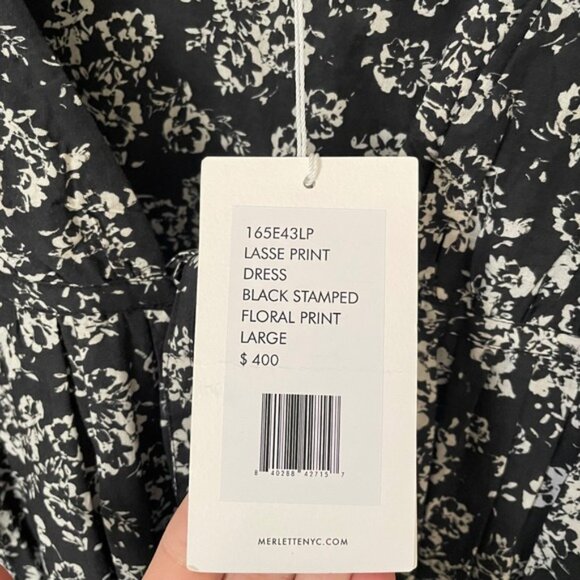 165E43LP
LASSE PRINT
DRESS
BLACK STAMPED
FLORAL PRINT
LARGE
$ 400
8 40288 42715 7
MERLETTENYC.COM